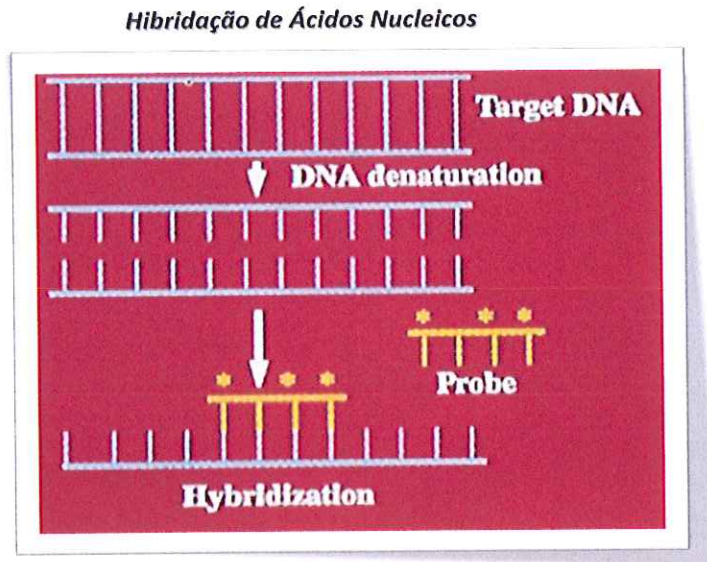 Hibridação de Ácidos Nucleicos
Target DNA
DNA denaturation
Probe
Hybridization